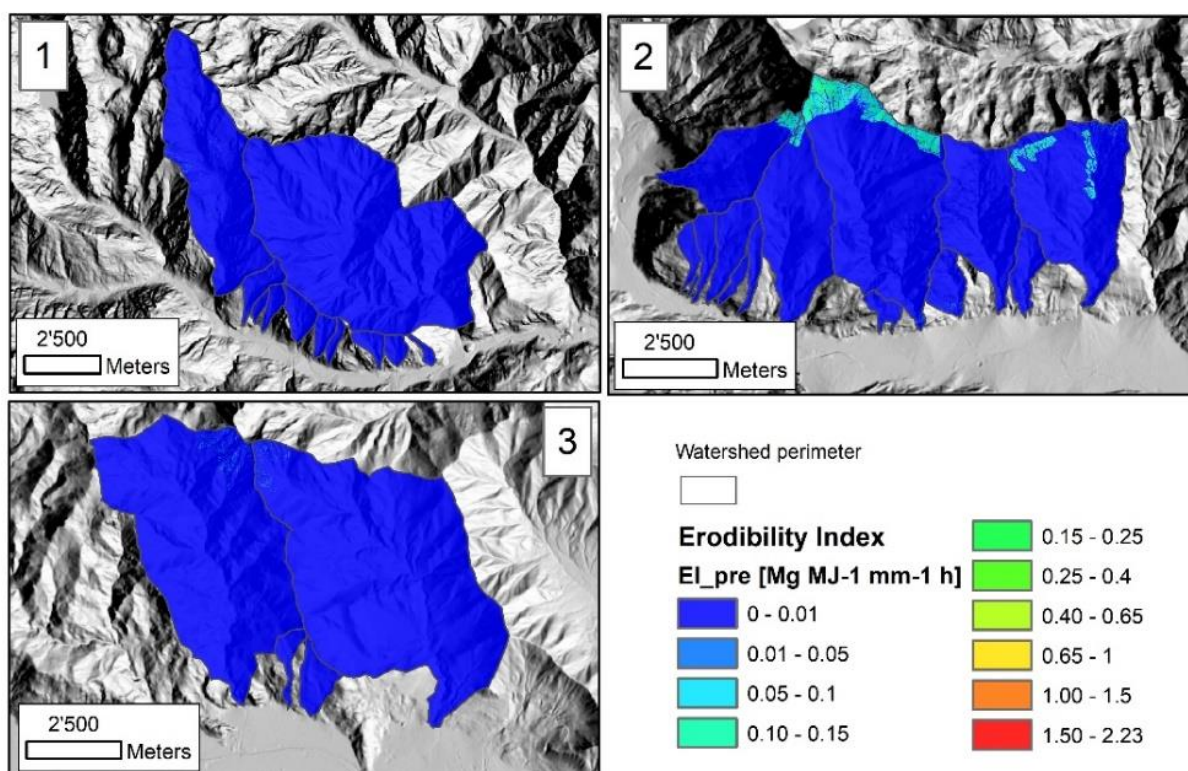 1
2'500
Meters
2
2'500
Meters
3
2'500
Meters
Watershed perimeter
Erodibility Index
EI_pre [Mg MJ-1 mm-1 h]
0 - 0.01
0.01 - 0.05
0.05 - 0.1
0.10 - 0.15
0.15 - 0.25
0.25 - 0.4
0.40 - 0.65
0.65 - 1
1.00 - 1.5
1.50 - 2.23